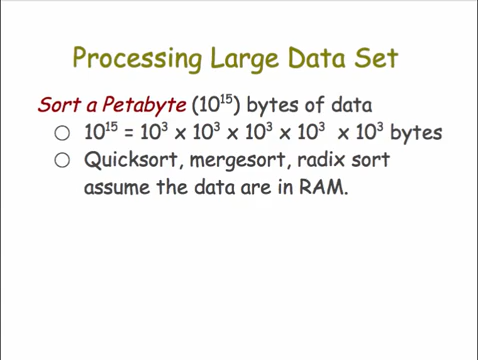 Processing Large Data Set
Sort a Petabyte (10¹⁵) bytes of data
○ 10¹⁵ = 10³ x 10³ x 10³ x 10³ x 10³ bytes
○ Quicksort, mergesort, radix sort
assume the data are in RAM.